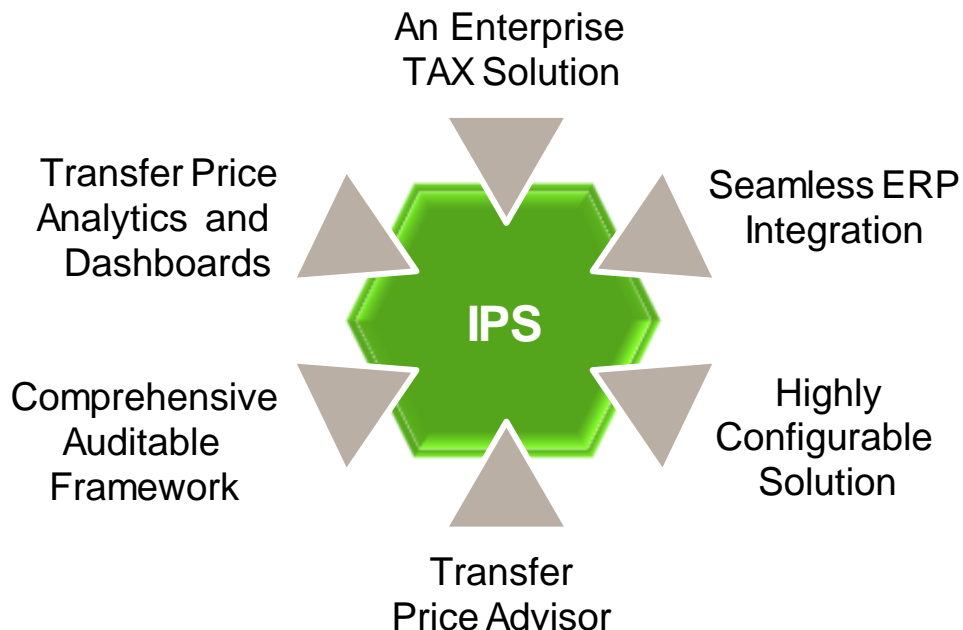 An Enterprise
TAX Solution
Transfer Price
Analytics and
Dashboards
Seamless ERP
Integration
IPS
Comprehensive
Auditable
Framework
Highly
Configurable
Solution
Transfer
Price Advisor